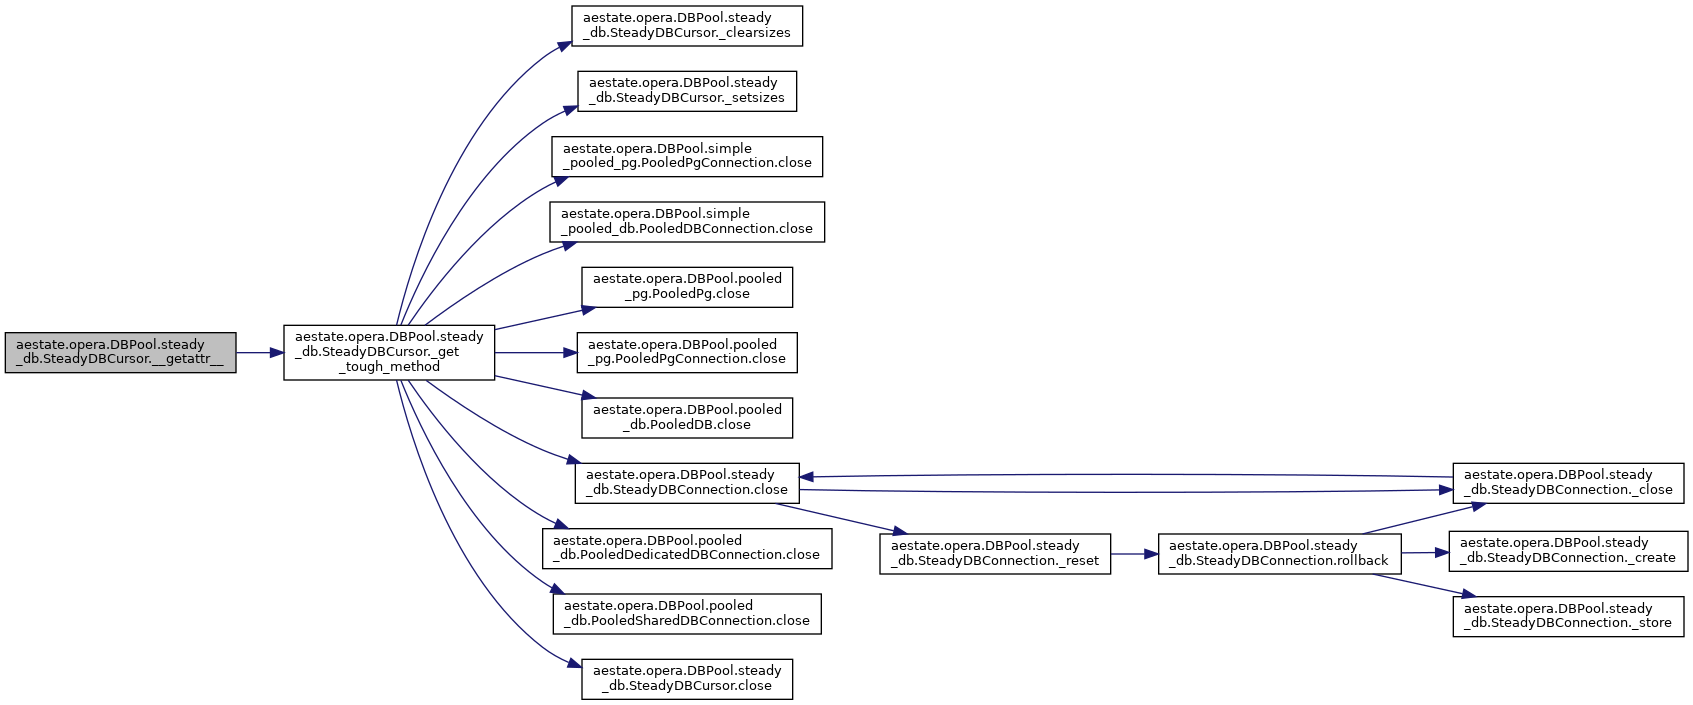 aestate.opera.DBPool.steady
_db.SteadyDBCursor.__getattr__
aestate.opera.DBPool.steady
_db.SteadyDBCursor._get
_tough_method
aestate.opera.DBPool.steady
_db.SteadyDBCursor._clearsizes
aestate.opera.DBPool.steady
_db.SteadyDBCursor._setsizes
aestate.opera.DBPool.simple
_pooled_pg.PooledPgConnection.close
aestate.opera.DBPool.simple
_pooled_db.PooledDBConnection.close
aestate.opera.DBPool.pooled
_pg.PooledPg.close
aestate.opera.DBPool.pooled
_pg.PooledPgConnection.close
aestate.opera.DBPool.pooled
_db.PooledDB.close
aestate.opera.DBPool.steady
_db.SteadyDBConnection.close
aestate.opera.DBPool.pooled
_db.PooledDedicatedDBConnection.close
aestate.opera.DBPool.pooled
_db.PooledSharedDBConnection.close
aestate.opera.DBPool.steady
_db.SteadyDBCursor.close
aestate.opera.DBPool.steady
_db.SteadyDBConnection._reset
aestate.opera.DBPool.steady
_db.SteadyDBConnection.rollback
aestate.opera.DBPool.steady
_db.SteadyDBConnection._close
aestate.opera.DBPool.steady
_db.SteadyDBConnection._create
aestate.opera.DBPool.steady
_db.SteadyDBConnection._store